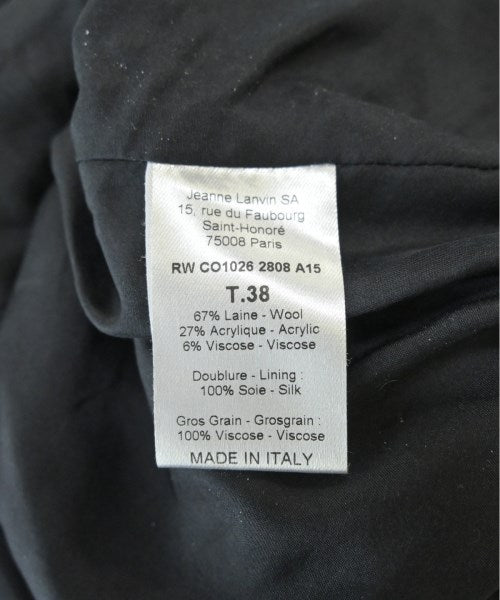 Jeanne Lanvin SA
15, rue du Faubourg
Saint-Honoré
75008 Paris
RW CO1026 2808 A15
T.38
67% Laine - Wool
27% Acrylique - Acrylic
6% Viscose - Viscose
Doublure - Lining :
100% Soie - Silk
Gros Grain - Grosgrain :
100% Viscose - Viscose
MADE IN ITALY